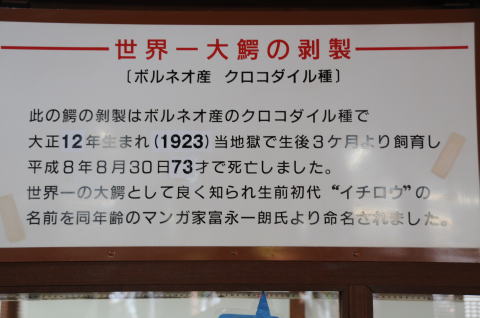 世界一大鰐の剥製
〔ボルネオ産 クロコダイル種〕
此の鰐の剥製はボルネオ産のクロコダイル種で
大正12年生まれ(1923)当地獄で生後3ケ月より飼育し
平成8年8月30日73才で死亡しました。
世界一の大鰐として良く知られ生前初代“イチロウ”の
名前を同年齢のマンガ家富永一朗氏より命名されました。